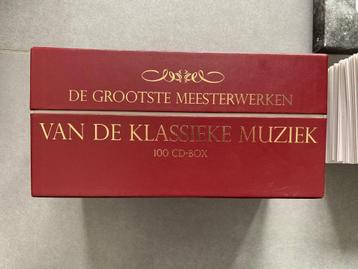 DE GROOTSTE MEESTERWERKEN
VAN DE KLASSIEKE MUZIEK
100 CD-BOX